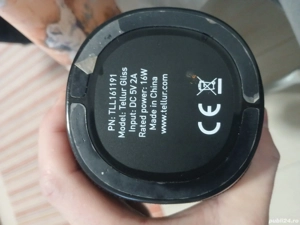 PN: TLL161191
Model: Tellur Gliss
Input: DC 5V 2A
Rated power: 16W
Made in China
www.tellur.com
CE